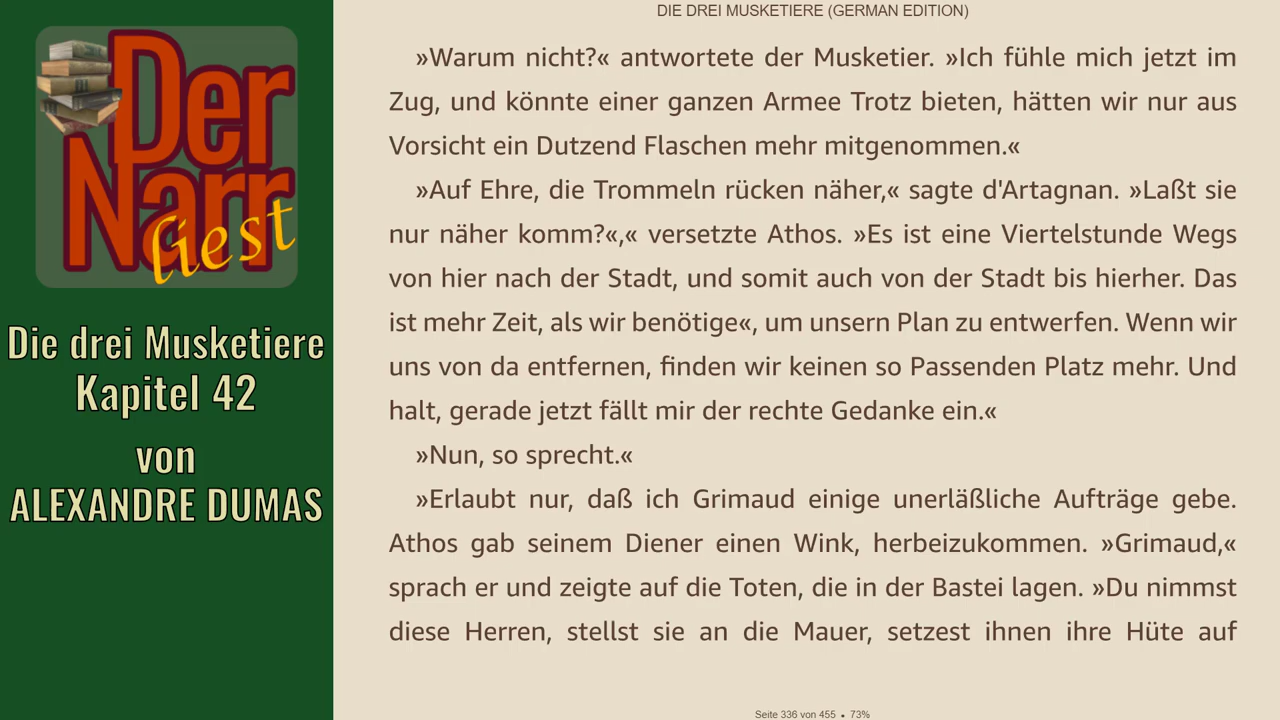 Der
Narr
liest
Die drei Musketiere
Kapitel 42
von
ALEXANDRE DUMAS
DIE DREI MUSKETIERE (GERMAN EDITION)
»Warum nicht?« antwortete der Musketier. »Ich fühle mich jetzt im
Zug, und könnte einer ganzen Armee Trotz bieten, hätten wir nur aus
Vorsicht ein Dutzend Flaschen mehr mitgenommen.«
»Auf Ehre, die Trommeln rücken näher,« sagte d'Artagnan. »Laßt sie
nur näher komm?«,« versetzte Athos. »Es ist eine Viertelstunde Wegs
von hier nach der Stadt, und somit auch von der Stadt bis hierher. Das
ist mehr Zeit, als wir benötige«, um unsern Plan zu entwerfen. Wenn wir
uns von da entfernen, finden wir keinen so Passenden Platz mehr. Und
halt, gerade jetzt fällt mir der rechte Gedanke ein.«
»Nun, so sprecht.«
»Erlaubt nur, daß ich Grimaud einige unerläßliche Aufträge gebe.
Athos gab seinem Diener einen Wink, herbeizukommen. »Grimaud,«
sprach er und zeigte auf die Toten, die in der Bastei lagen. »Du nimmst
diese Herren, stellst sie an die Mauer, setzest ihnen ihre Hüte auf
Seite 336 von 455 • 73%